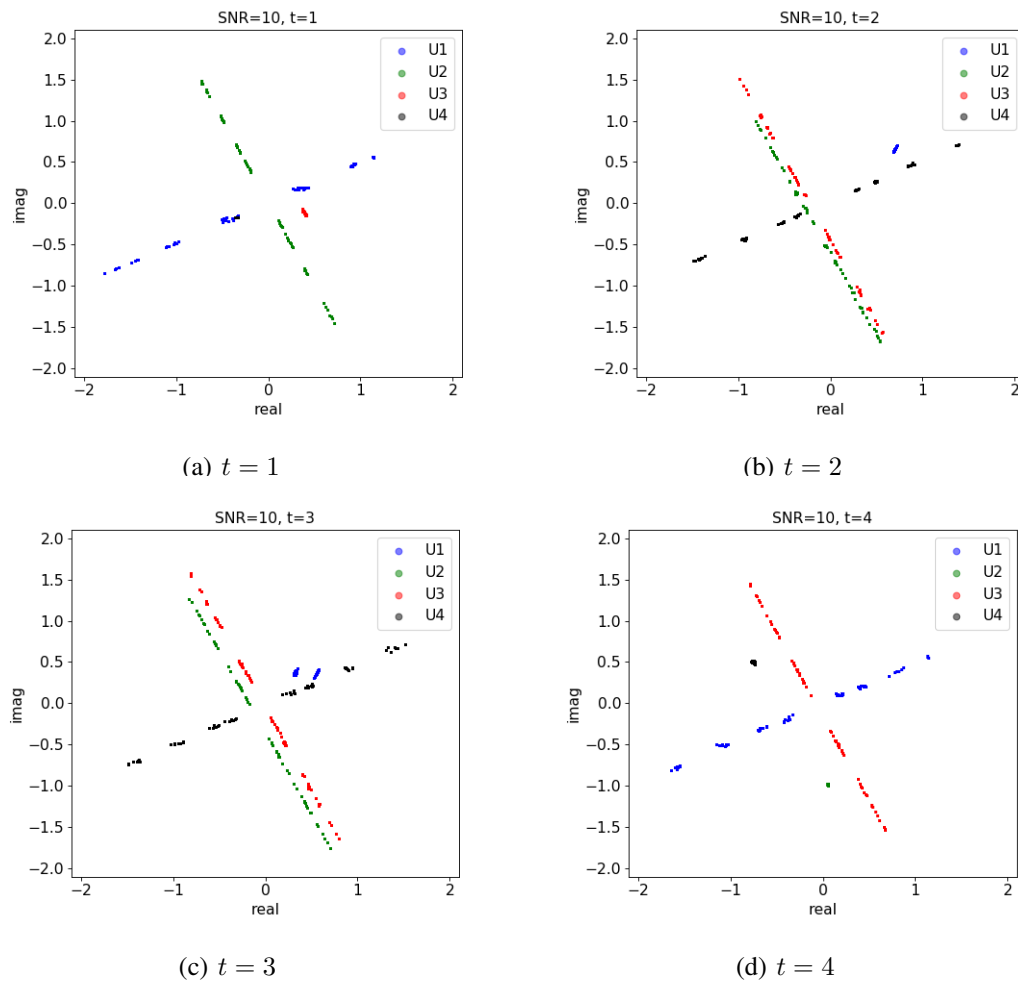 SNR=10, t=1
2.0
1.5
1.0
0.5
0.0
−0.5
−1.0
−1.5
−2.0
imag
−2 −1 0 1 2
real
U1
U2
U3
U4
(a) t = 1
SNR=10, t=2
2.0
1.5
1.0
0.5
0.0
−0.5
−1.0
−1.5
−2.0
imag
−2 −1 0 1 2
real
U1
U2
U3
U4
(b) t = 2
SNR=10, t=3
2.0
1.5
1.0
0.5
0.0
−0.5
−1.0
−1.5
−2.0
imag
−2 −1 0 1 2
real
U1
U2
U3
U4
(c) t = 3
SNR=10, t=4
2.0
1.5
1.0
0.5
0.0
−0.5
−1.0
−1.5
−2.0
imag
−2 −1 0 1 2
real
U1
U2
U3
U4
(d) t = 4